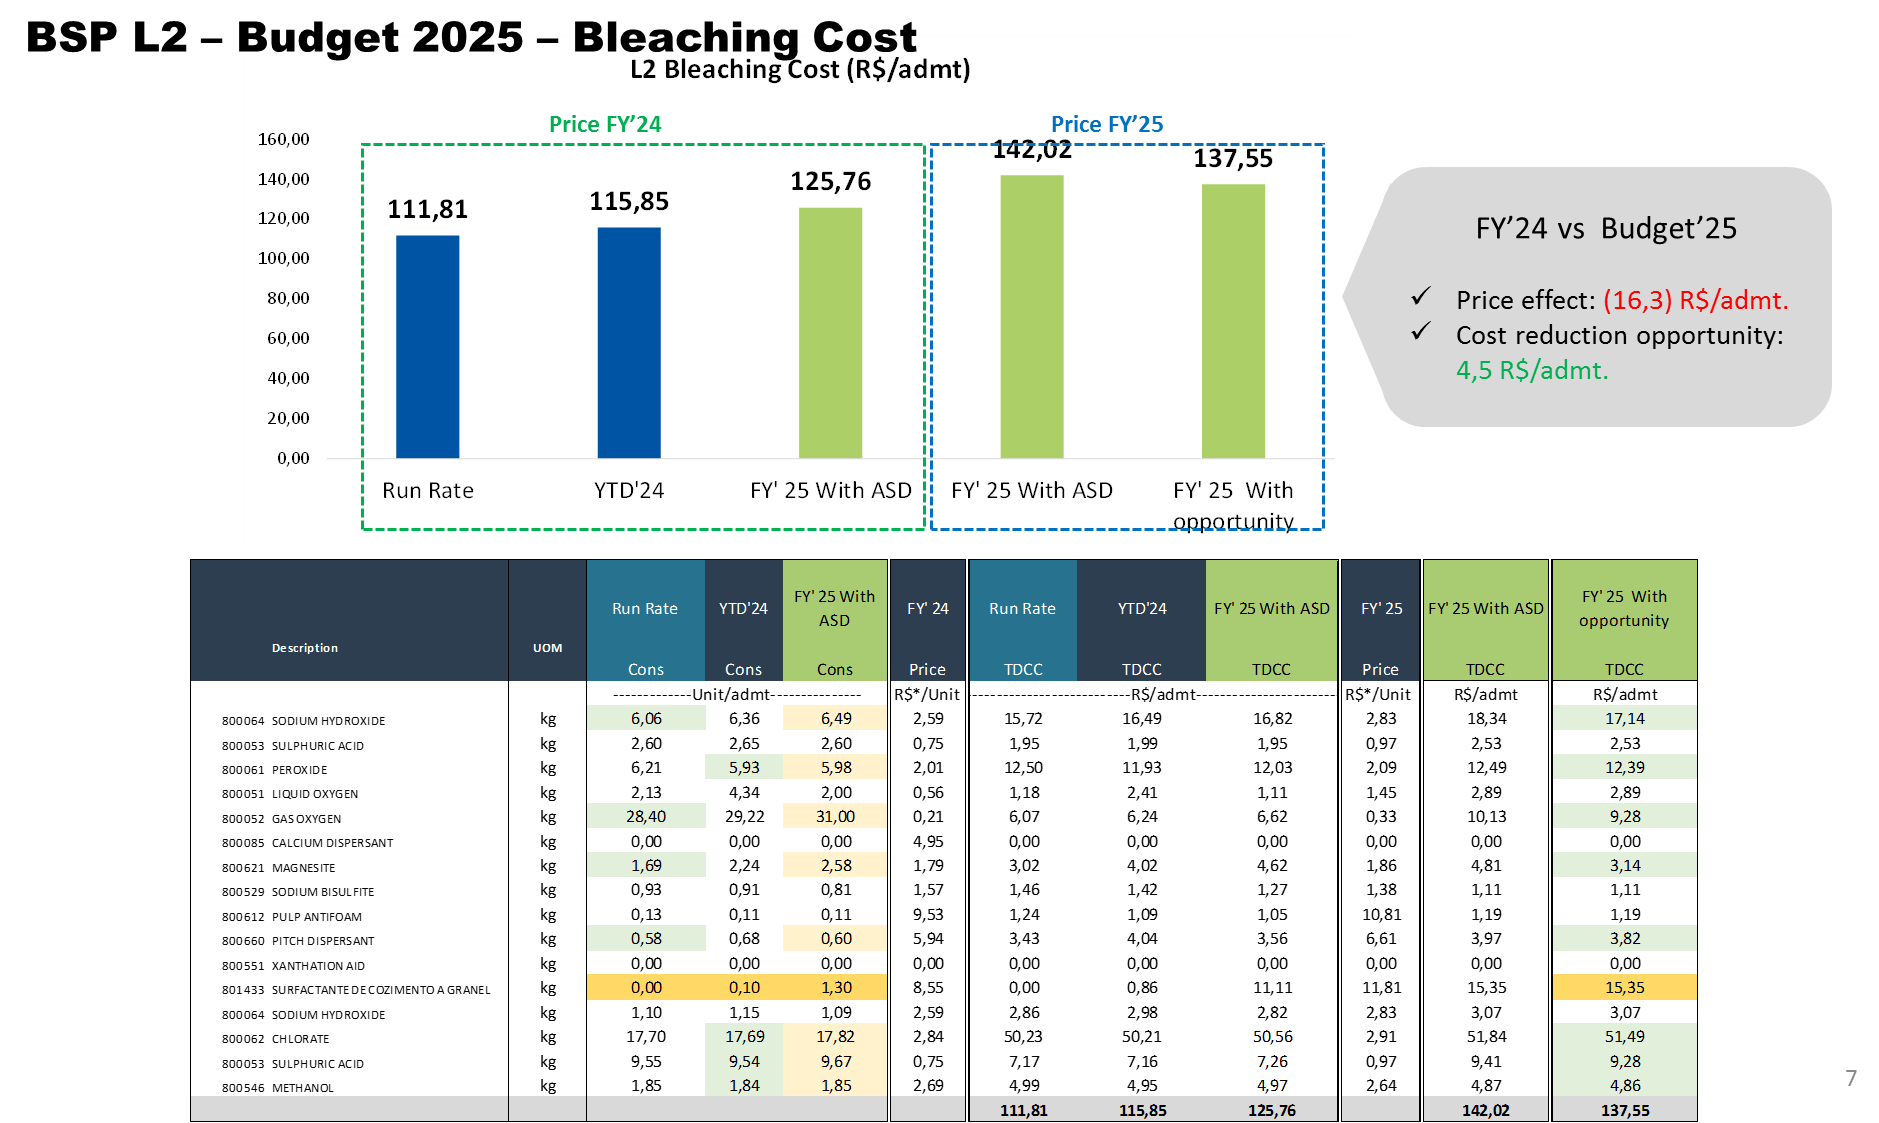 BSP L2 – Budget 2025 – Bleaching Cost
L2 Bleaching Cost (R$/admt)
Price FY’24
Price FY’25
160,00
140,00
120,00
100,00
80,00
60,00
40,00
20,00
0,00
111,81
115,85
125,76
142,02
137,55
Run Rate
YTD'24
FY' 25 With ASD
FY' 25 With ASD
FY' 25 With
opportunity
FY’24 vs Budget’25
✓ Price effect: (16,3) R$/admt.
✓ Cost reduction opportunity:
4,5 R$/admt.
Description UOM Run Rate YTD'24 FY' 25 With ASD FY' 24 Run Rate YTD'24 FY' 25 With ASD FY' 25 FY' 25 With ASD FY' 25 With opportunity
Cons Cons Cons Price TDCC TDCC TDCC Price TDCC TDCC
-------------Unit/admt--------------- R$*/Unit ---------------------------R$/admt----------------------- R$*/Unit R$/admt R$/admt
800064 SODIUM HYDROXIDE kg 6,06 6,36 6,49 2,59 15,72 16,49 16,82 2,83 18,34 17,14
800053 SULPHURIC ACID kg 2,60 2,65 2,60 0,75 1,95 1,99 1,95 0,97 2,53 2,53
800061 PEROXIDE kg 6,21 5,93 5,98 2,01 12,50 11,93 12,03 2,09 12,49 12,39
800051 LIQUID OXYGEN kg 2,13 4,34 2,00 0,56 1,18 2,41 1,11 1,45 2,89 2,89
800052 GAS OXYGEN kg 28,40 29,22 31,00 0,21 6,07 6,24 6,62 0,33 10,13 9,28
800085 CALCIUM DISPERSANT kg 0,00 0,00 0,00 4,95 0,00 0,00 0,00 0,00 0,00 0,00
800621 MAGNESITE kg 1,69 2,24 2,58 1,79 3,02 4,02 4,62 1,86 4,81 3,14
800529 SODIUM BISULFITE kg 0,93 0,91 0,81 1,57 1,46 1,42 1,27 1,38 1,11 1,11
800612 PULP ANTIFOAM kg 0,13 0,11 0,11 9,53 1,24 1,09 1,05 10,81 1,19 1,19
800660 PITCH DISPERSANT kg 0,58 0,68 0,60 5,94 3,43 4,04 3,56 6,61 3,97 3,82
800551 XANTHATION AID kg 0,00 0,00 0,00 0,00 0,00 0,00 0,00 0,00 0,00 0,00
801433 SURFACTANTE DE COZIMENTO A GRANEL kg 0,00 0,10 1,30 8,55 0,00 0,86 11,11 11,81 15,35 15,35
800064 SODIUM HYDROXIDE kg 1,10 1,15 1,09 2,59 2,86 2,98 2,82 2,83 3,07 3,07
800062 CHLORATE kg 17,70 17,69 17,82 2,84 50,23 50,21 50,56 2,91 51,84 51,49
800053 SULPHURIC ACID kg 9,55 9,54 9,67 0,75 7,17 7,16 7,26 0,97 9,41 9,28
800546 METHANOL kg 1,85 1,84 1,85 2,69 4,99 4,95 4,97 2,64 4,87 4,86
111,81 115,85 125,76 142,02 137,55
7